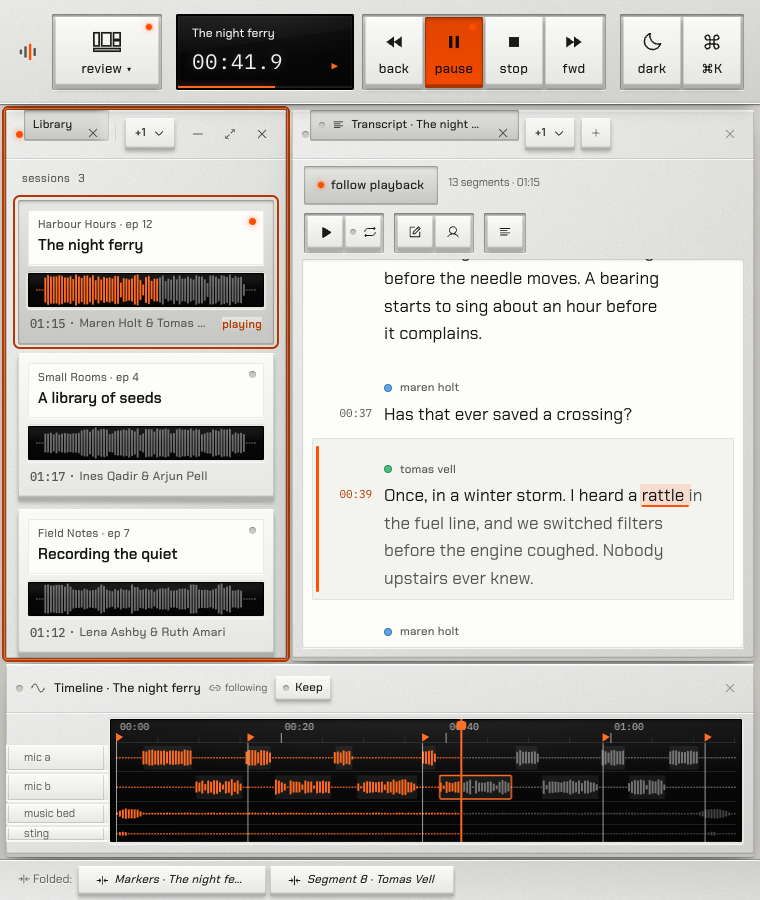 review
The night ferry
00:41.9
back
pause
stop
fwd
dark
⌘K
Library
+1
sessions 3
Harbour Hours · ep 12
The night ferry
01:15 · Maren Holt & Tomas ...
playing
Small Rooms · ep 4
A library of seeds
01:17 · Ines Qadir & Arjun Pell
Field Notes · ep 7
Recording the quiet
01:12 · Lena Ashby & Ruth Amari
Transcript · The night ...
+1
follow playback
13 segments · 01:15
before the needle moves. A bearing
starts to sing about an hour before
it complains.
maren holt
00:37 Has that ever saved a crossing?
tomas vell
00:39 Once, in a winter storm. I heard a rattle in
the fuel line, and we switched filters
before the engine coughed. Nobody
upstairs ever knew.
maren holt
Timeline · The night ferry
following
Keep
00:00 00:20 00:40 01:00
mic a
mic b
music bed
sting
Folded:
Markers · The night fe...
Segment 8 · Tomas Vell